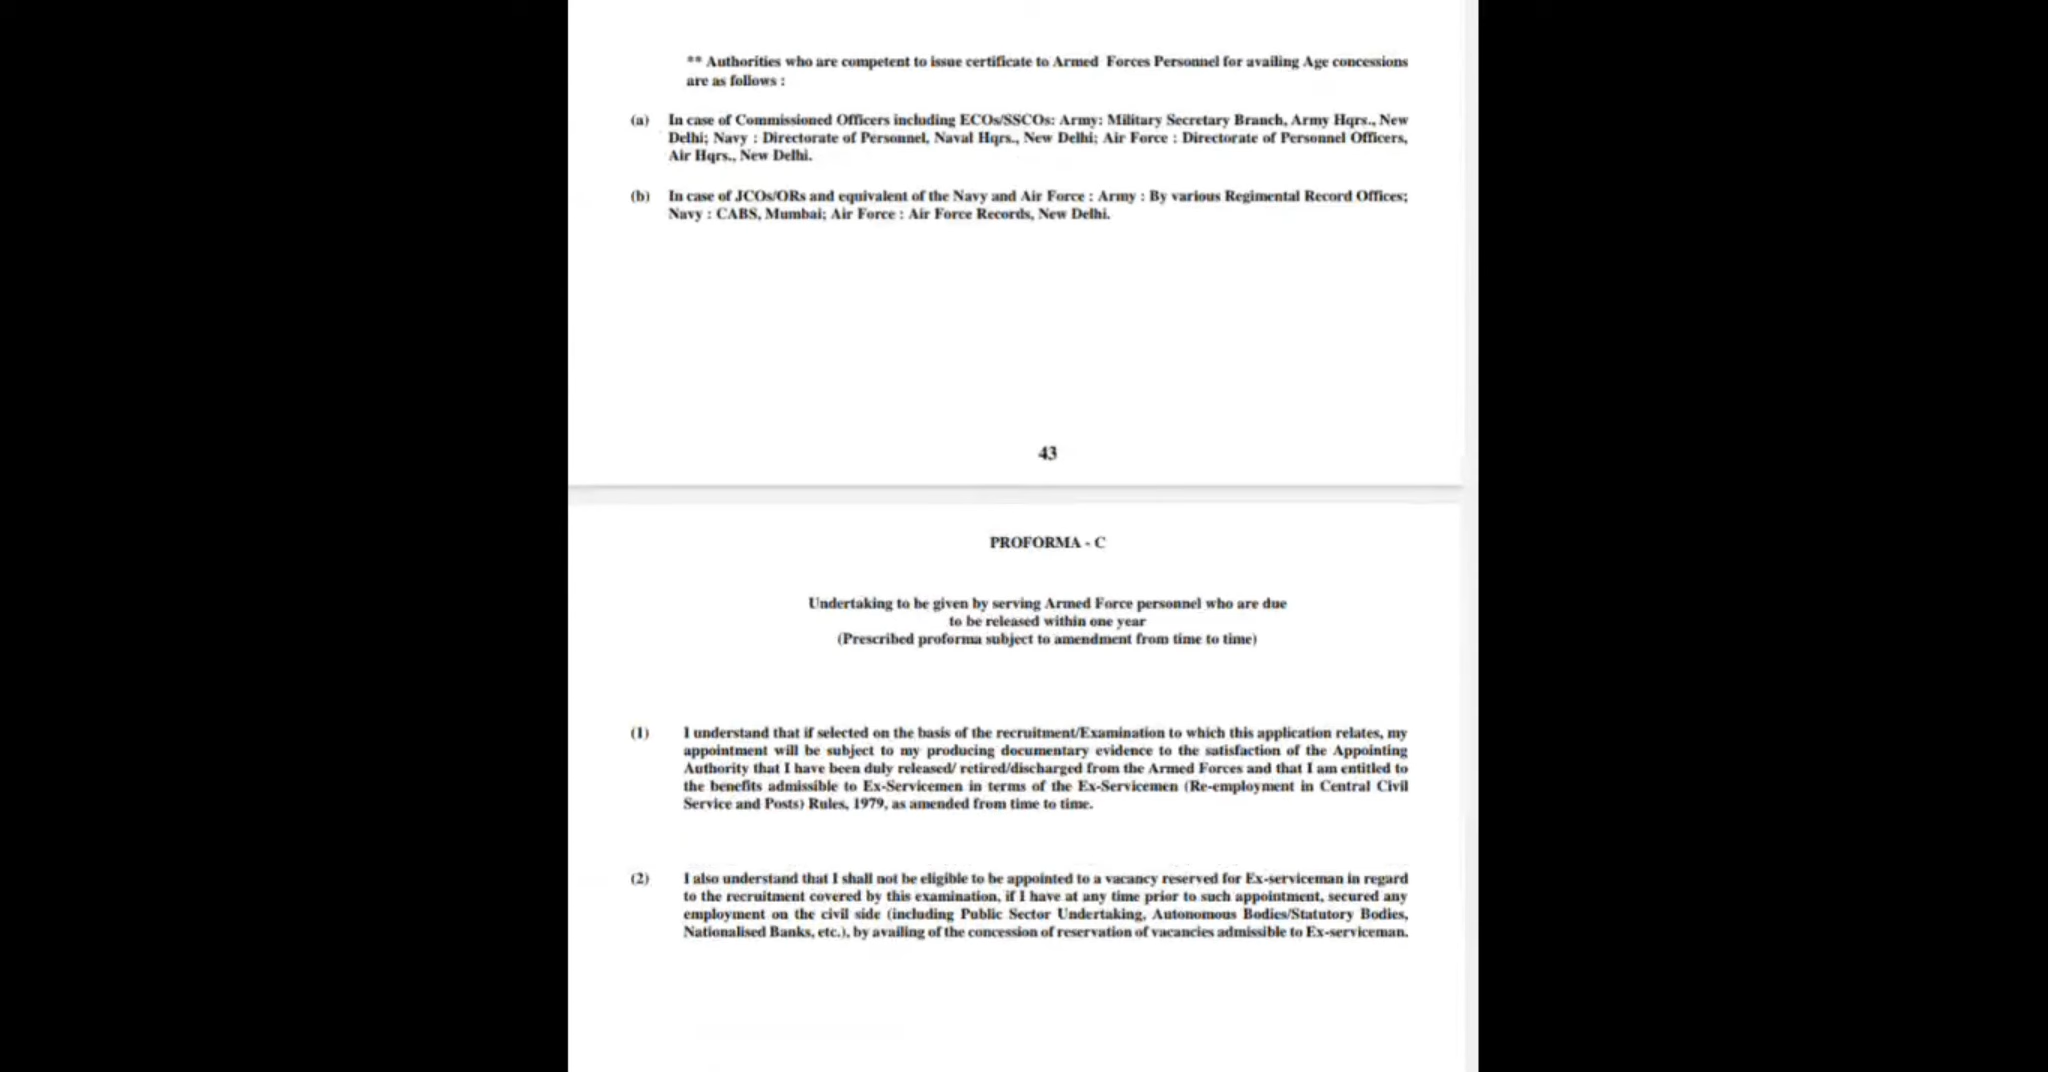 ** Authorities who are competent to issue certificate to Armed Forces Personnel for availing Age concessions
are as follows :
(a) In case of Commissioned Officers including ECOs/SSCOs: Army: Military Secretary Branch, Army Hqrs., New
Delhi; Navy : Directorate of Personnel, Naval Hqrs., New Delhi; Air Force : Directorate of Personnel Officers,
Air Hqrs., New Delhi.
(b) In case of JCOs/ORs and equivalent of the Navy and Air Force : Army : By various Regimental Record Offices;
Navy : CABS, Mumbai; Air Force : Air Force Records, New Delhi.
43
PROFORMA - C
Undertaking to be given by serving Armed Force personnel who are due
to be released within one year
(Prescribed proforma subject to amendment from time to time)
(1) I understand that if selected on the basis of the recruitment/Examination to which this application relates, my
appointment will be subject to my producing documentary evidence to the satisfaction of the Appointing
Authority that I have been duly released/ retired/discharged from the Armed Forces and that I am entitled to
the benefits admissible to Ex-Servicemen in terms of the Ex-Servicemen (Re-employment in Central Civil
Service and Posts) Rules, 1979, as amended from time to time.
(2) I also understand that I shall not be eligible to be appointed to a vacancy reserved for Ex-serviceman in regard
to the recruitment covered by this examination, if I have at any time prior to such appointment, secured any
employment on the civil side (including Public Sector Undertaking, Autonomous Bodies/Statutory Bodies,
Nationalised Banks, etc.), by availing of the concession of reservation of vacancies admissible to Ex-serviceman.